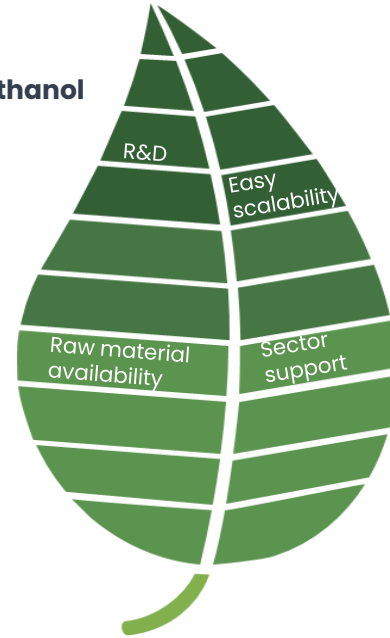 thanol
R&D
Easy
scalability
Raw material
availability
Sector
support